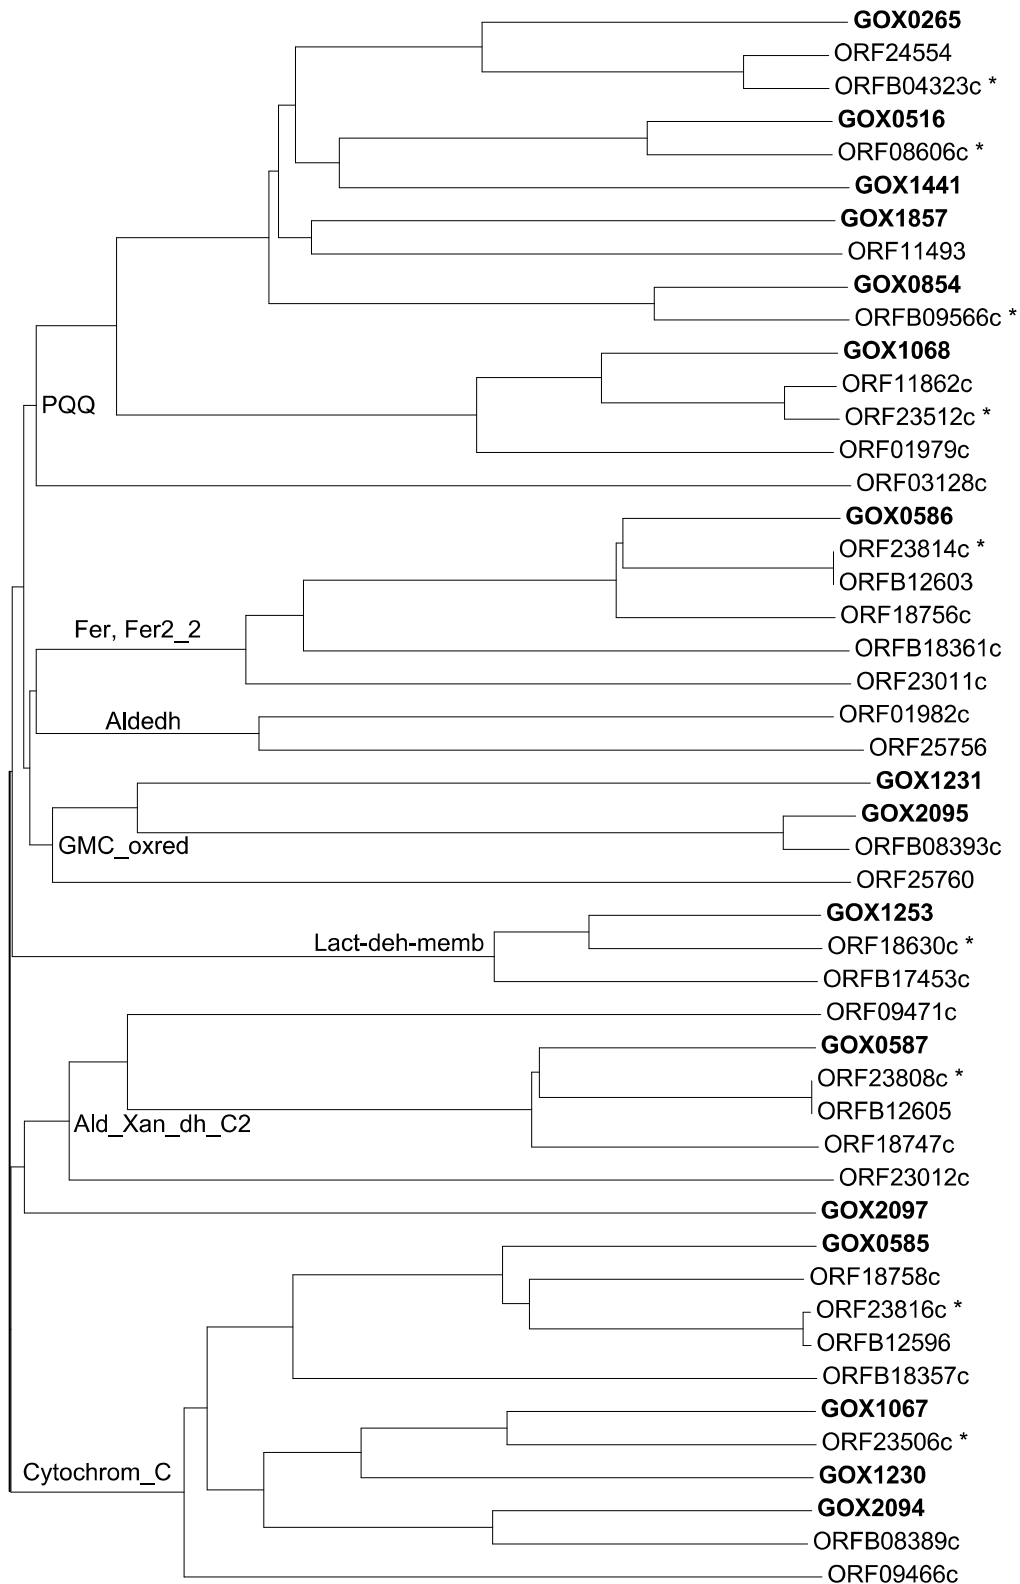 GOX0265
ORF24554
ORFB04323c *
GOX0516
ORF08606c *
GOX1441
GOX1857
ORF11493
GOX0854
ORFB09566c *
GOX1068
ORF11862c
PQQ
ORF23512c *
ORF01979c
ORF03128c
GOX0586
ORF23814c *
ORFB12603
ORF18756c
Fer, Fer2_2
ORFB18361c
ORF23011c
ORF01982c
Aldedh
ORF25756
GOX1231
GOX2095
GMC_oxred
ORFB08393c
ORF25760
GOX1253
Lact-deh-memb
ORF18630c *
ORFB17453c
ORF09471c
GOX0587
ORF23808c *
ORFB12605
Ald_Xan_dh_C2
ORF18747c
ORF23012c
GOX2097
GOX0585
ORF18758c
ORF23816c *
ORFB12596
ORFB18357c
GOX1067
ORF23506c *
Cytochrom_C
GOX1230
GOX2094
ORFB08389c
ORF09466c